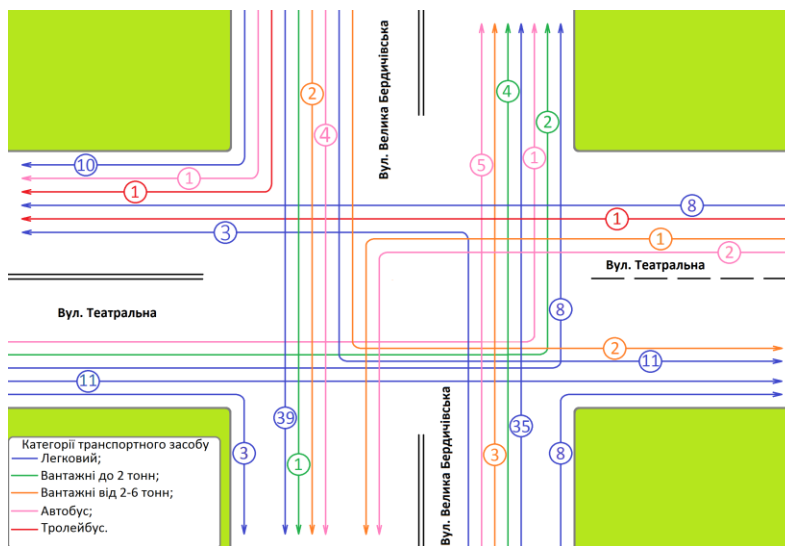 Вул. Велика Бердичівська
2
4
4
2
5
1
10
1
1
8
1
3
1
2
Вул. Театральна
Вул. Театральна
8
2
11
11
39
1
3
Вул. Велика Бердичівська
3
35
8
Категорії транспортного засобу
Легковий;
Вантажні до 2 тонн;
Вантажні від 2-6 тонн;
Автобус;
Тролейбус.